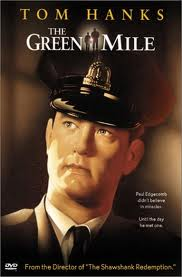 TOM HANKS
THE
GREEN MILE
Paul Edgecomb
didn't believe
in miracles.
Until the day
he met one.
DVD
From the Director of "The Shawshank Redemption."